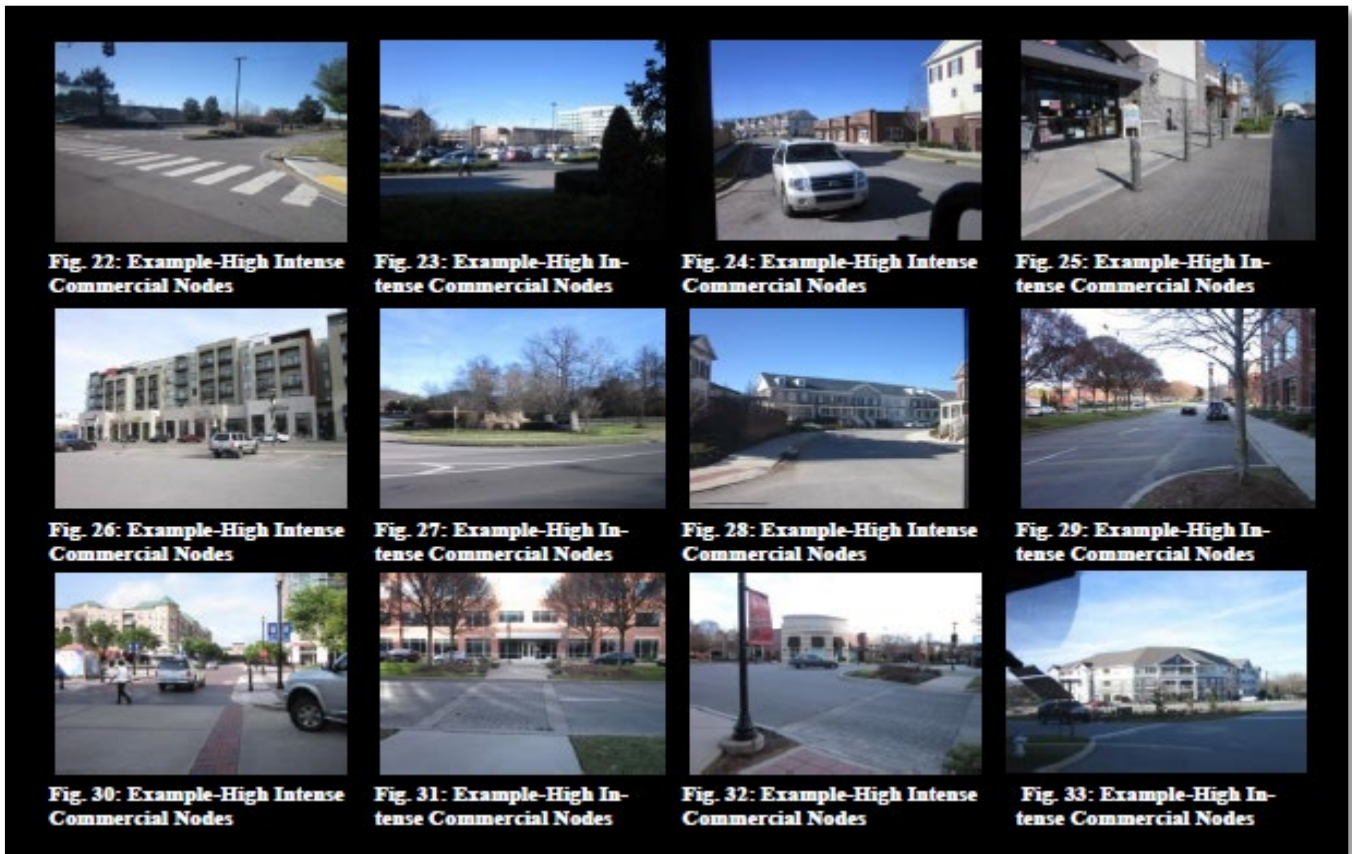 Fig. 22: Example-High Intense
Commercial Nodes
Fig. 23: Example-High In-
tense Commercial Nodes
Fig. 24: Example-High Intense
Commercial Nodes
Fig. 25: Example-High In-
tense Commercial Nodes
Fig. 26: Example-High Intense
Commercial Nodes
Fig. 27: Example-High In-
tense Commercial Nodes
Fig. 28: Example-High Intense
Commercial Nodes
Fig. 29: Example-High In-
tense Commercial Nodes
Fig. 30: Example-High Intense
Commercial Nodes
Fig. 31: Example-High In-
tense Commercial Nodes
Fig. 32: Example-High Intense
Commercial Nodes
Fig. 33: Example-High In-
tense Commercial Nodes